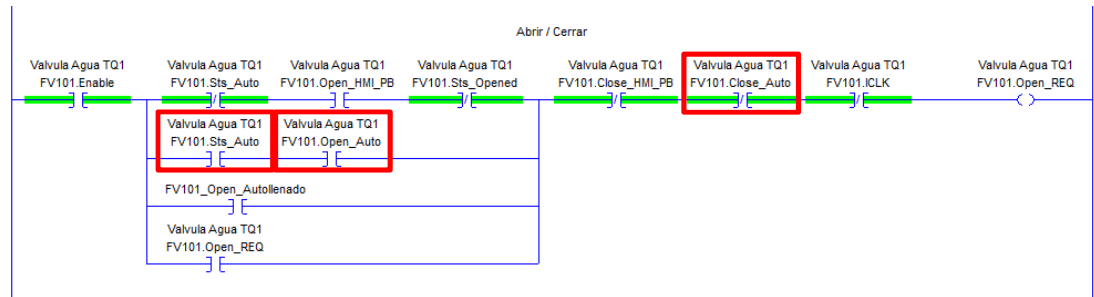 Abrir / Cerrar
Valvula Agua TQ1 Valvula Agua TQ1 Valvula Agua TQ1 Valvula Agua TQ1 Valvula Agua TQ1 Valvula Agua TQ1 Valvula Agua TQ1 Valvula Agua TQ1
FV101.Enable FV101.Sts_Auto FV101.Open_HMI_PB FV101.Sts_Opened FV101.Close_HMI_PB FV101.Close_Auto FV101.ICLK FV101.Open_REQ
Valvula Agua TQ1 Valvula Agua TQ1
FV101.Sts_Auto FV101.Open_Auto
FV101_Open_Autollenado
Valvula Agua TQ1
FV101.Open_REQ